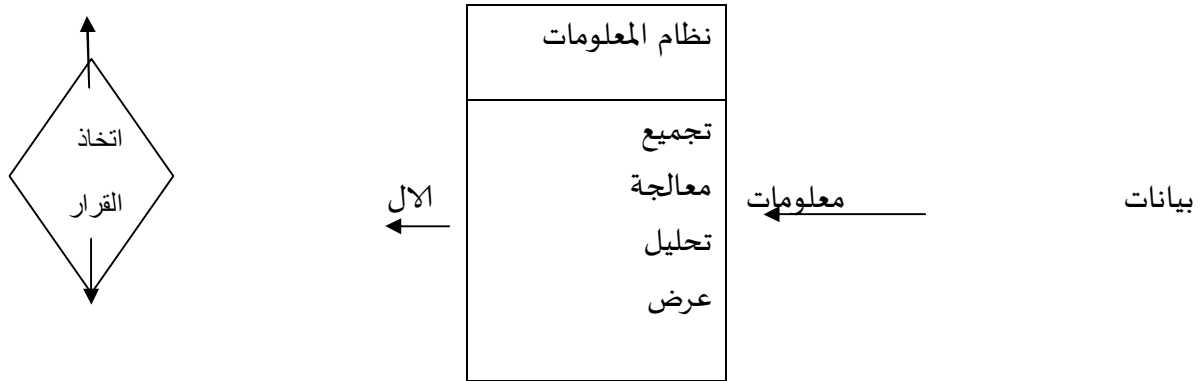 نظام المعلومات
تجميع
معالجة
تحليل
عرض
بيانات
معلومات
الال
اتخاذ
القرار